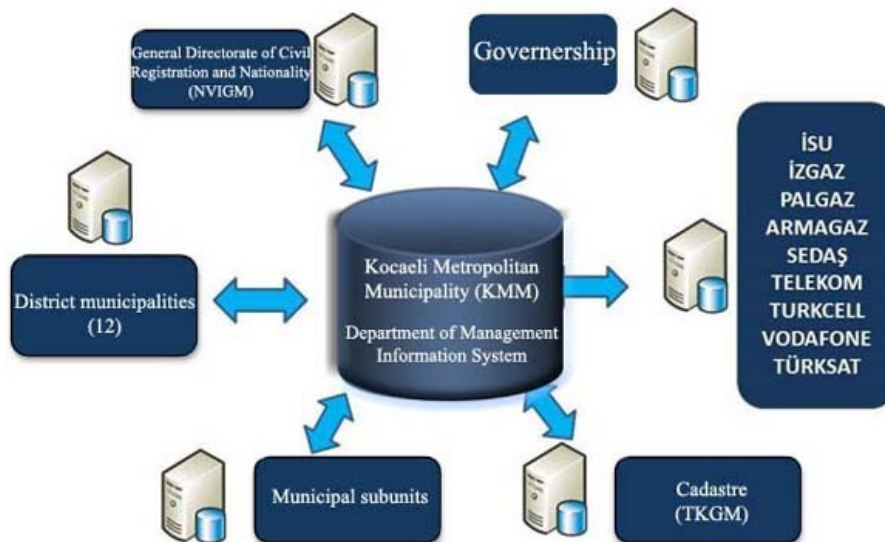 General Directorate of Civil
Registration and Nationality
(NVIGM)
Governership
İSU
İZGAZ
PALGAZ
ARMAGAZ
SEDAŞ
TELEKOM
TURKCELL
VODAFONE
TÜRKSAT
District municipalities
(12)
Kocaeli Metropolitan
Municipality (KMM)
Department of Management
Information System
Municipal subunits
Cadastre
(TKGM)